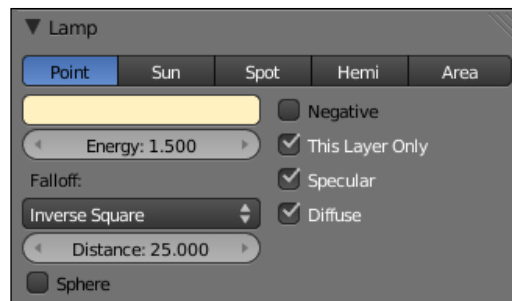 Lamp
Point Sun Spot Hemi Area
Negative
Energy: 1.500 This Layer Only
Falloff: Specular
Inverse Square Diffuse
Distance: 25.000
Sphere